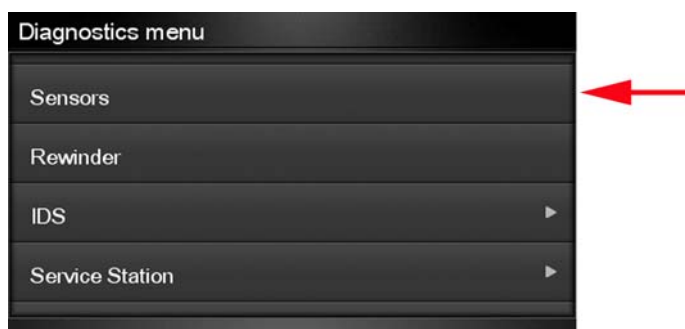 Diagnostics menu
Sensors
Rewinder
IDS
Service Station